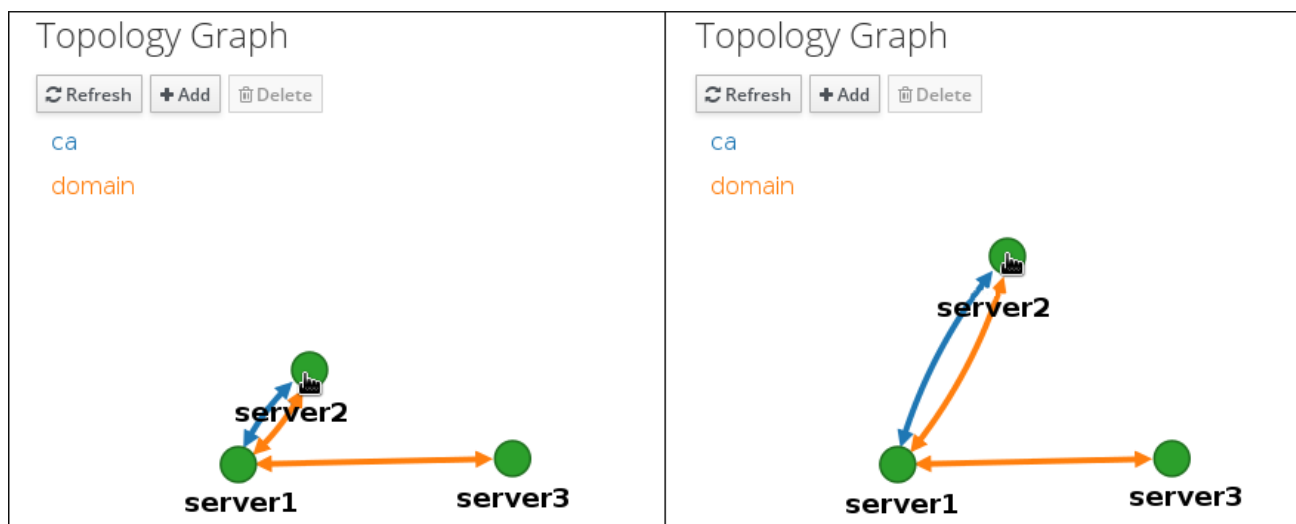 Topology Graph
Refresh Add Delete
ca
domain
server2
server1
server3
Topology Graph
Refresh Add Delete
ca
domain
server2
server1
server3